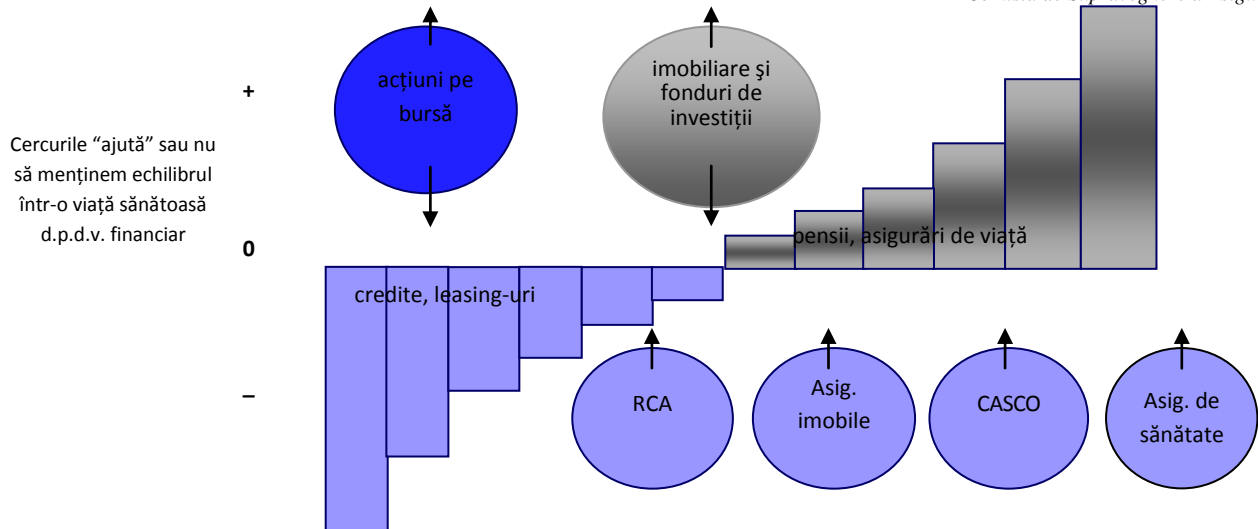 acțiuni pe
bursă
imobiliare şi
fonduri de
investiții
+
Cercurile “ajută” sau nu
să menținem echilibrul
într-o viață sănătoasă
d.p.d.v. financiar
0
pensii, asigurări de viață
credite, leasing-uri
–
RCA
Asig.
imobile
CASCO
Asig. de
sănătate